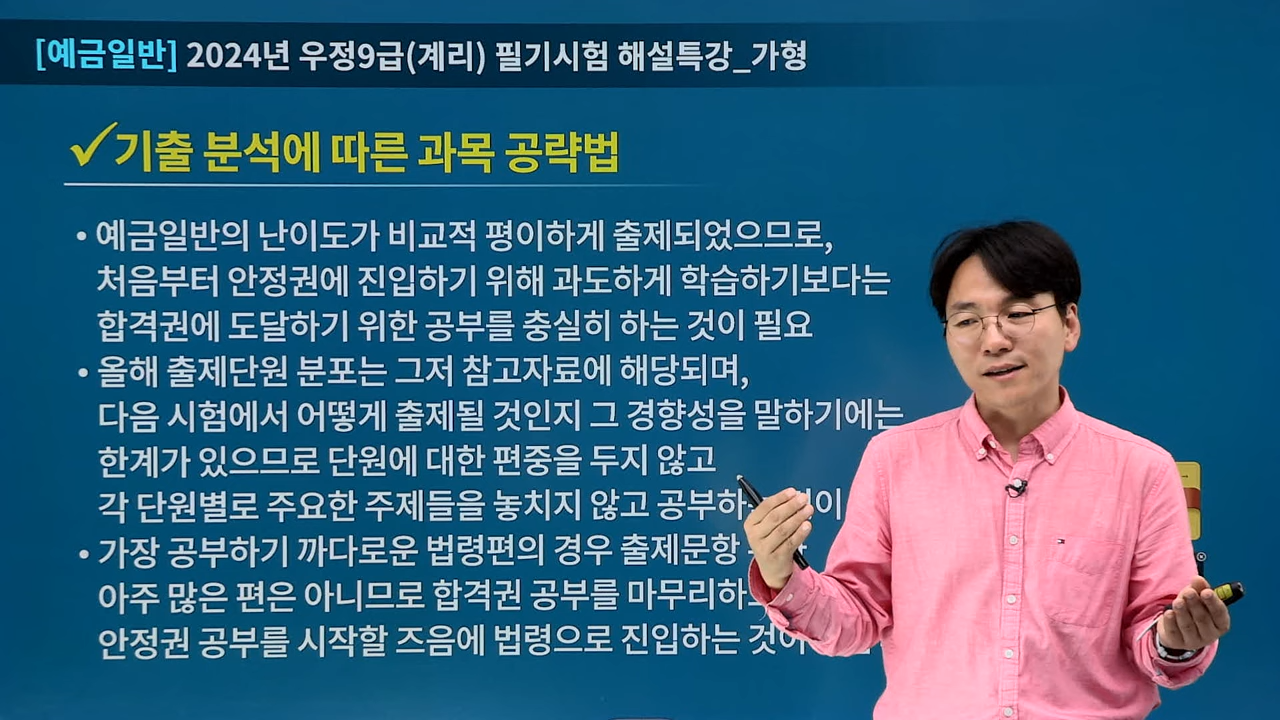 [예금일반] 2024년 우정9급(계리) 필기시험 해설특강_가형
✓기출 분석에 따른 과목 공략법
• 예금일반의 난이도가 비교적 평이하게 출제되었으므로,
처음부터 안정권에 진입하기 위해 과도하게 학습하기보다는
합격권에 도달하기 위한 공부를 충실히 하는 것이 필요
• 올해 출제단원 분포는 그저 참고자료에 해당되며,
다음 시험에서 어떻게 출제될 것인지 그 경향성을 말하기에는
한계가 있으므로 단원에 대한 편중을 두지 않고
각 단원별로 주요한 주제들을 놓치지 않고
• 가장 공부하기 까다로운 법령편의 경우 출제문항
아주 많은 편은 아니므로 합격권 공부를
안정권 공부를 시작할 즈음에 법령으로 진입하는